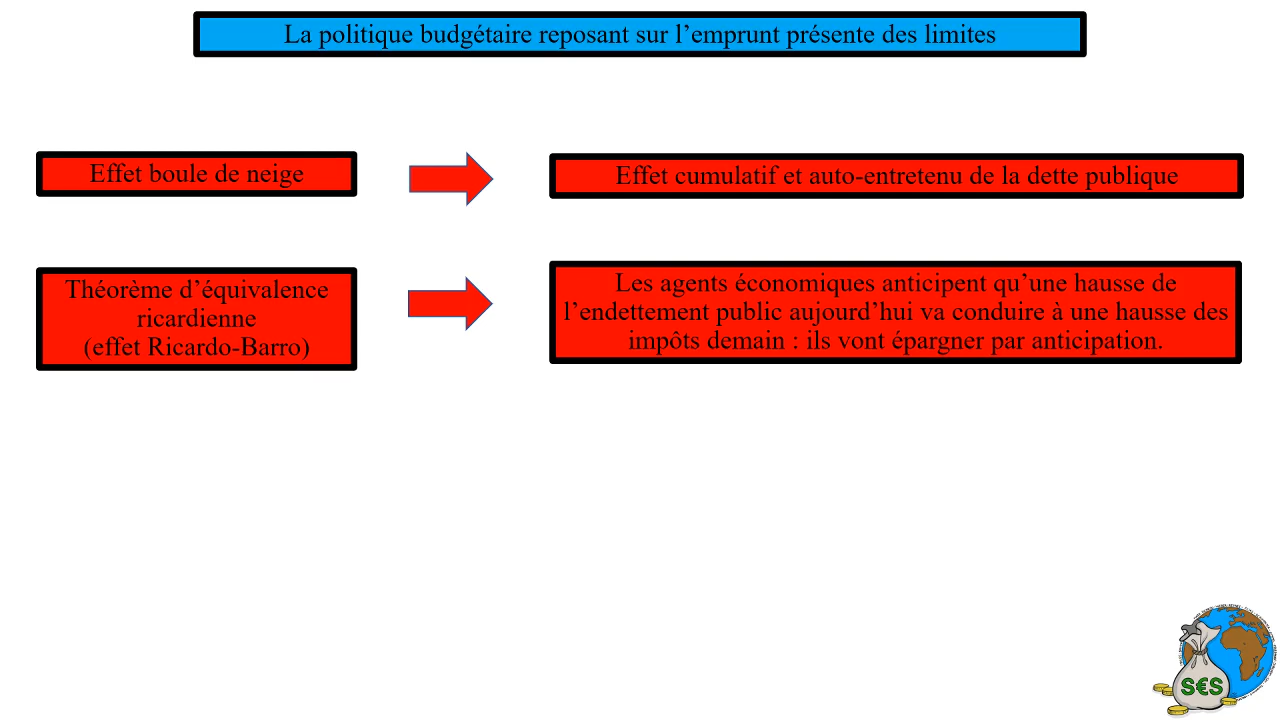 La politique budgétaire reposant sur l’emprunt présente des limites
Effet boule de neige
Effet cumulatif et auto-entretenu de la dette publique
Théorème d’équivalence
ricardienne
(effet Ricardo-Barro)
Les agents économiques anticipent qu’une hausse de
l’endettement public aujourd’hui va conduire à une hausse des
impôts demain : ils vont épargner par anticipation.
S€S